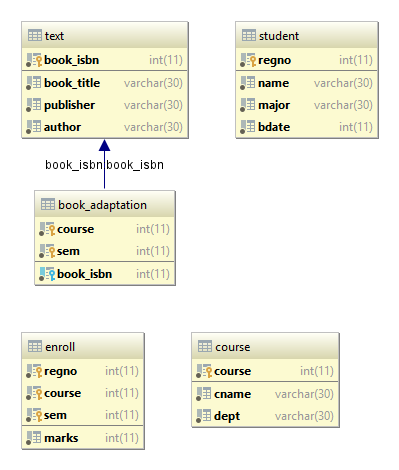 text
book_isbn int(11)
book_title varchar(30)
publisher varchar(30)
author varchar(30)
student
regno int(11)
name varchar(30)
major varchar(30)
bdate int(11)
book_isbn book_isbn
book_adaptation
course int(11)
sem int(11)
book_isbn int(11)
enroll
regno int(11)
course int(11)
sem int(11)
marks int(11)
course
course int(11)
cname varchar(30)
dept varchar(30)